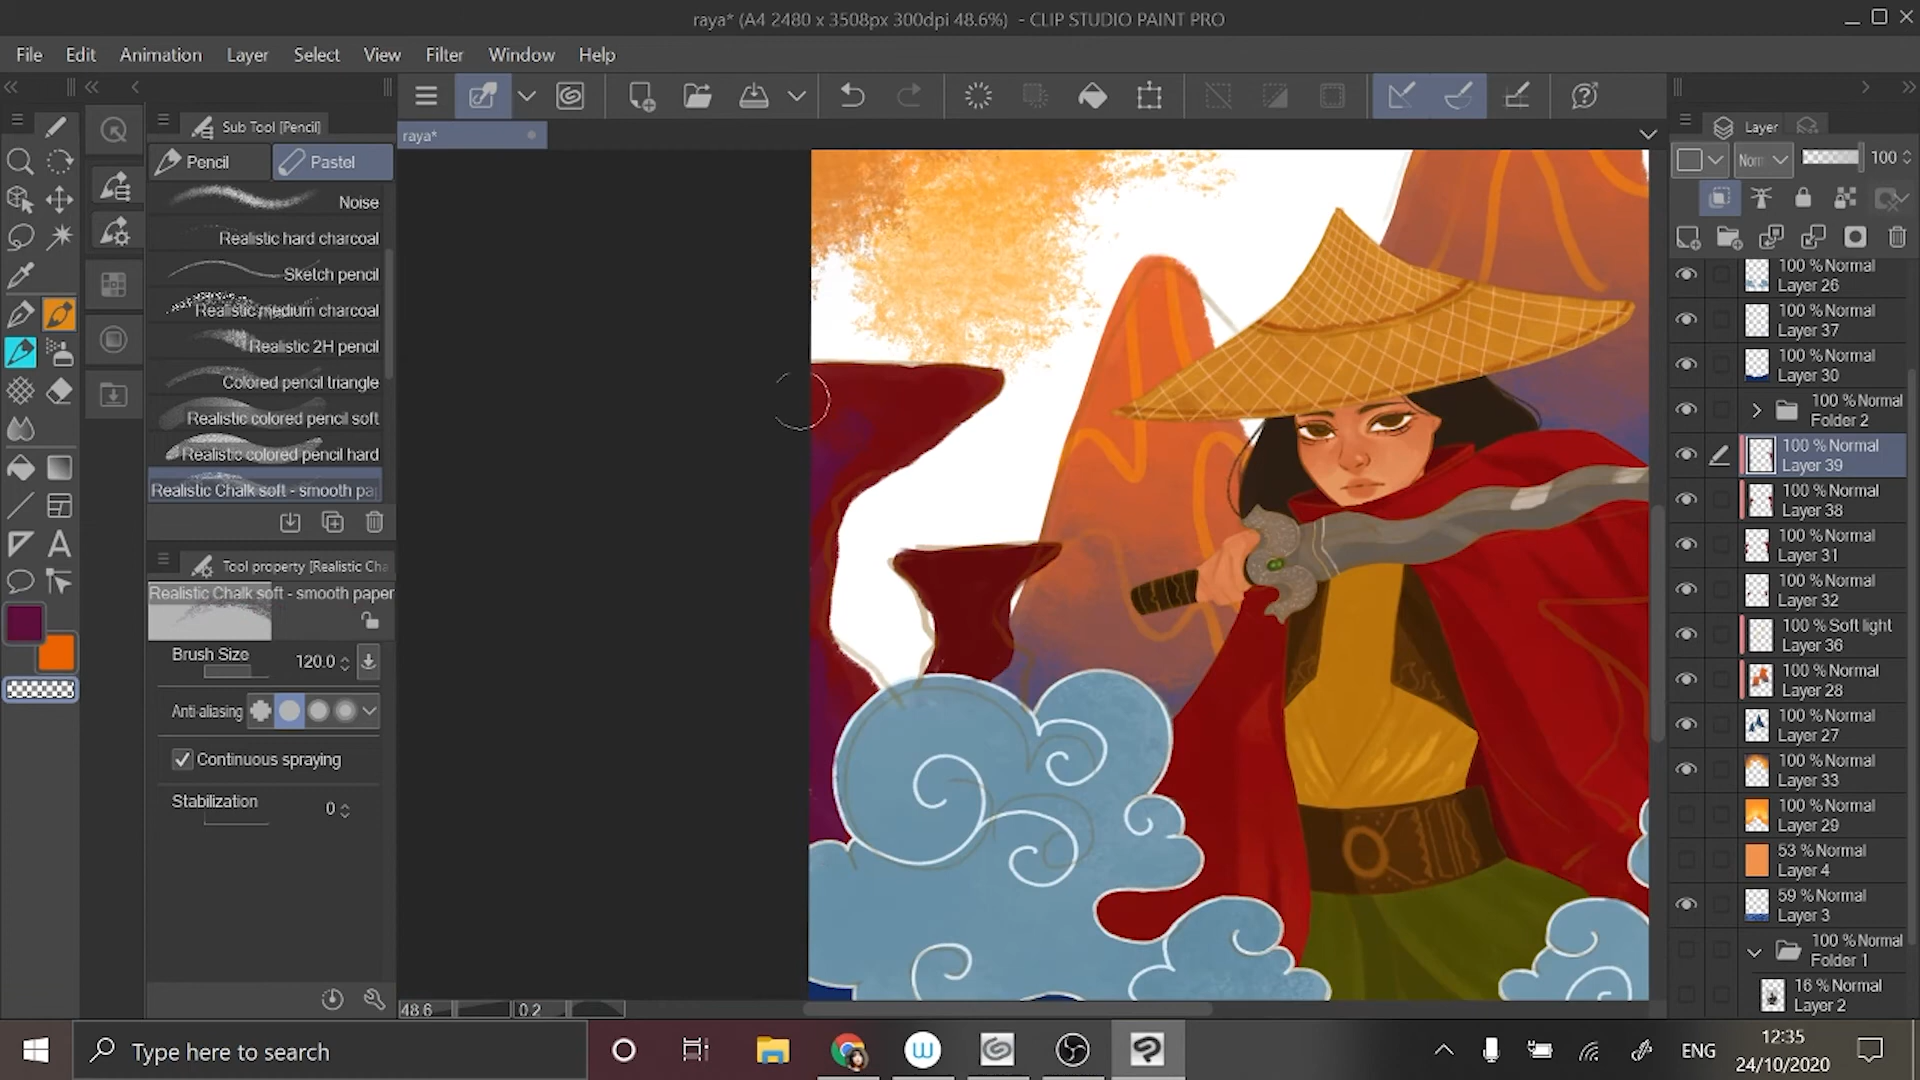 raya* (A4 2480 x 3508px 300dpi 48.6%) - CLIP STUDIO PAINT PRO
File Edit Animation Layer Select View Filter Window Help
Sub Tool [Pencil]
raya*
Layer
Pencil Pastel
Nor 100
Noise
Realistic hard charcoal
Sketch pencil
Realistic medium charcoal
Realistic 2H pencil
Colored pencil triangle
Realistic colored pencil soft
Realistic colored pencil hard
Realistic Chalk soft - smooth pa
Tool property [Realistic Cha
Realistic Chalk soft - smooth paper
Brush Size 120.0
Anti-aliasing
Continuous spraying
Stabilization 0
A
100 % Normal
Layer 26
100 % Normal
Layer 37
100 % Normal
Layer 30
100 % Normal
Folder 2
100 % Normal
Layer 39
100 % Normal
Layer 38
100 % Normal
Layer 31
100 % Normal
Layer 32
100 % Soft light
Layer 36
100 % Normal
Layer 28
100 % Normal
Layer 27
100 % Normal
Layer 33
100 % Normal
Layer 29
53 % Normal
Layer 4
59 % Normal
Layer 3
100 % Normal
Folder 1
16 % Normal
Layer 2
48.6 0.2
Type here to search
ENG
12:35
24/10/2020